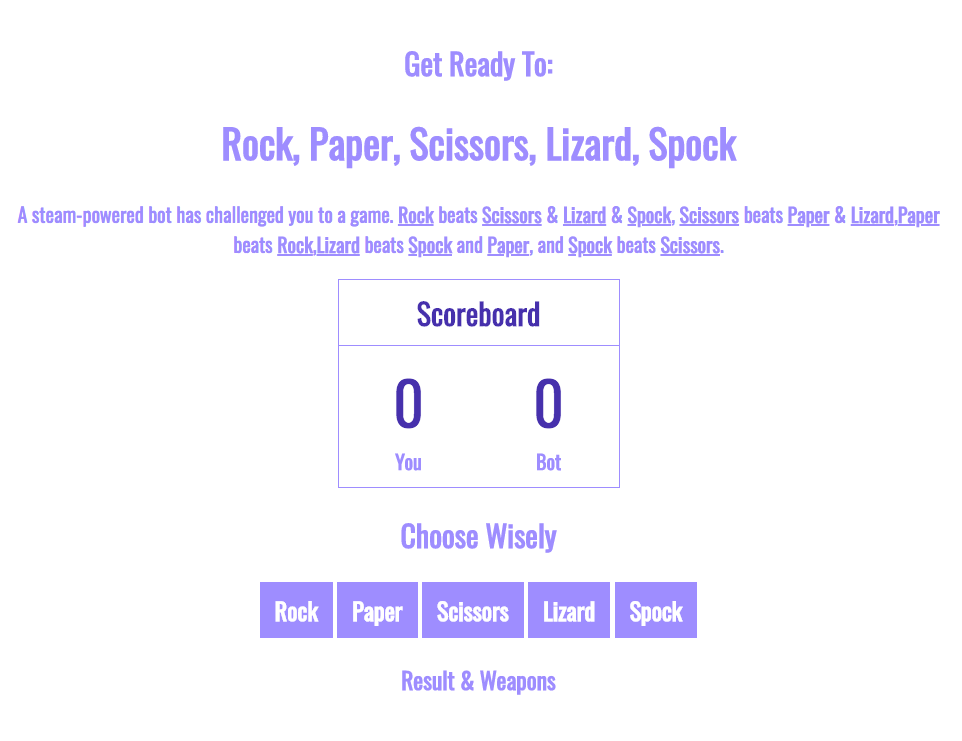 Get Ready To:
Rock, Paper, Scissors, Lizard, Spock
A steam-powered bot has challenged you to a game. Rock beats Scissors & Lizard & Spock, Scissors beats Paper & Lizard,Paper
beats Rock,Lizard beats Spock and Paper, and Spock beats Scissors.
Scoreboard
0 0
You Bot
Choose Wisely
Rock Paper Scissors Lizard Spock
Result & Weapons